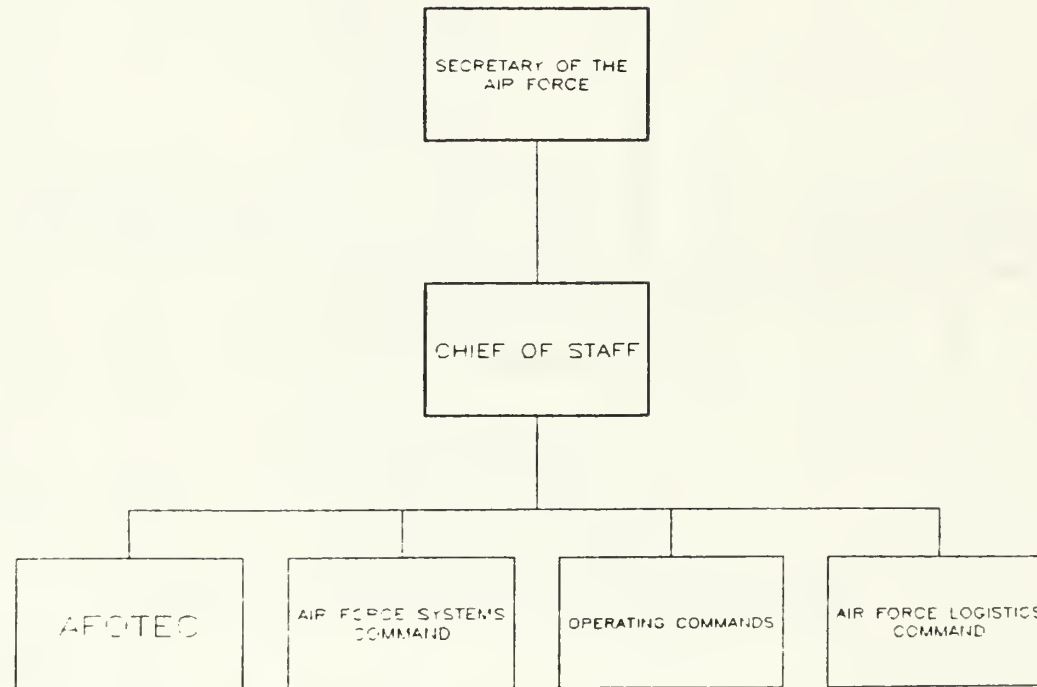 SECRETARY OF THE
AIR FORCE
CHIEF OF STAFF
AFOTEC
AIR FORCE SYSTEMS
COMMAND
OPERATING COMMANDS
AIR FORCE LOGISTICS
COMMAND